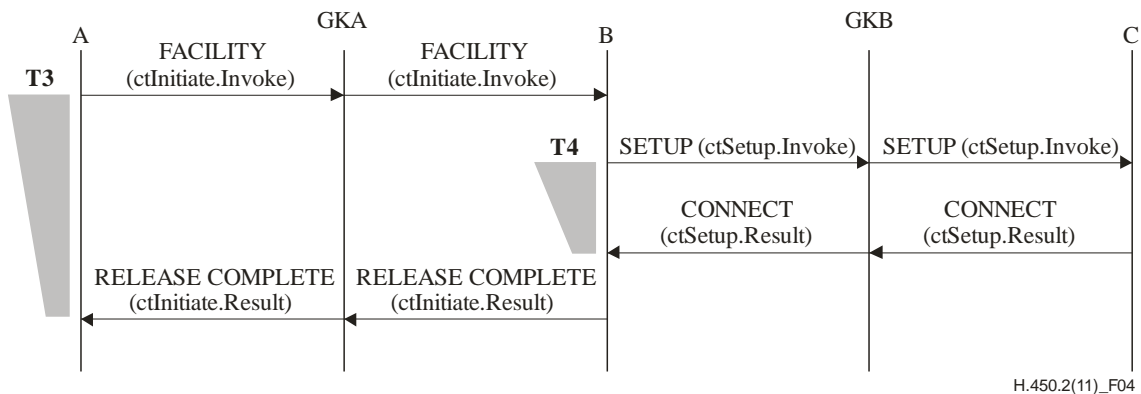 GKA
GKB
A
B
C
FACILITY
(ctInitiate.Invoke)
FACILITY
(ctInitiate.Invoke)
T3
T4
SETUP (ctSetup.Invoke)
SETUP (ctSetup.Invoke)
CONNECT
(ctSetup.Result)
CONNECT
(ctSetup.Result)
RELEASE COMPLETE
(ctInitiate.Result)
RELEASE COMPLETE
(ctInitiate.Result)
H.450.2(11)_F04